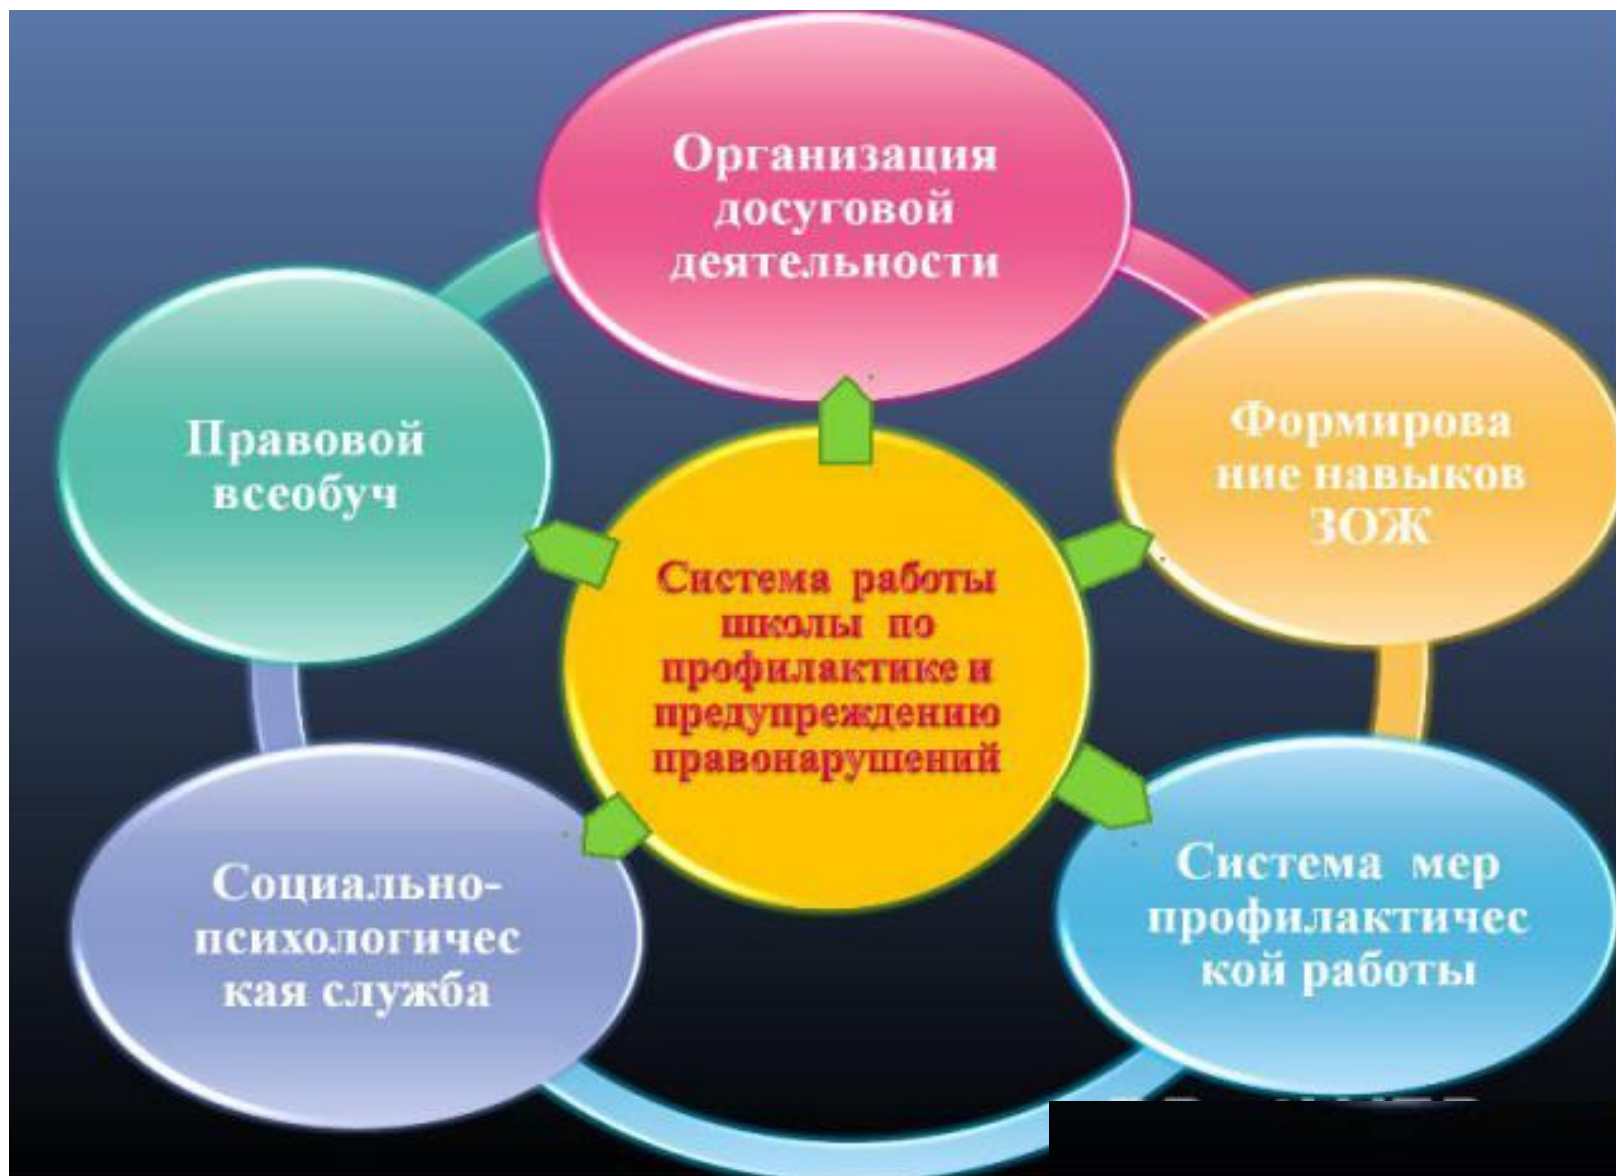 Организация
досуговой
деятельности
Правовой
всеобуч
Формирова
ние навыков
ЗОЖ
Система работы
школы по
профилактике и
предупреждению
правонарушений
Социально-
психологичес
кая служба
Система мер
профилактичес
кой работы